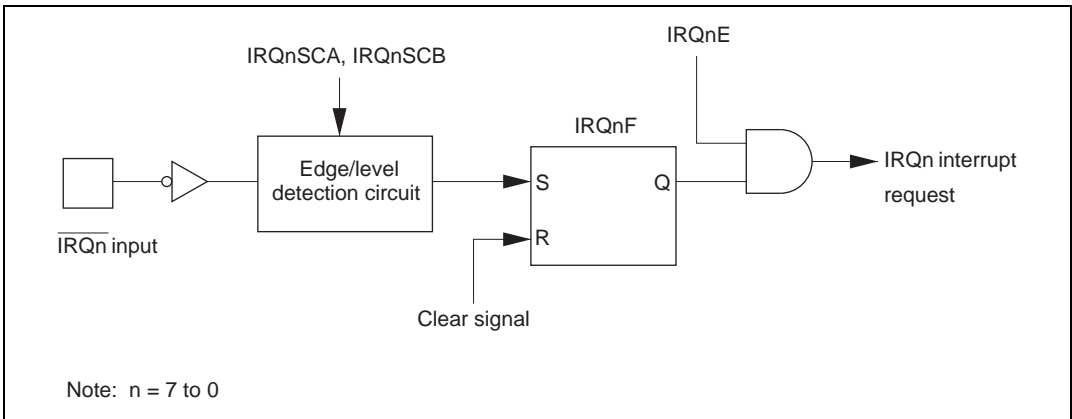 IRQnE
IRQnSCA, IRQnSCB
IRQnF
Edge/level
detection circuit
S
Q
R
IRQn interrupt
request
IRQn input
Clear signal
Note: n = 7 to 0